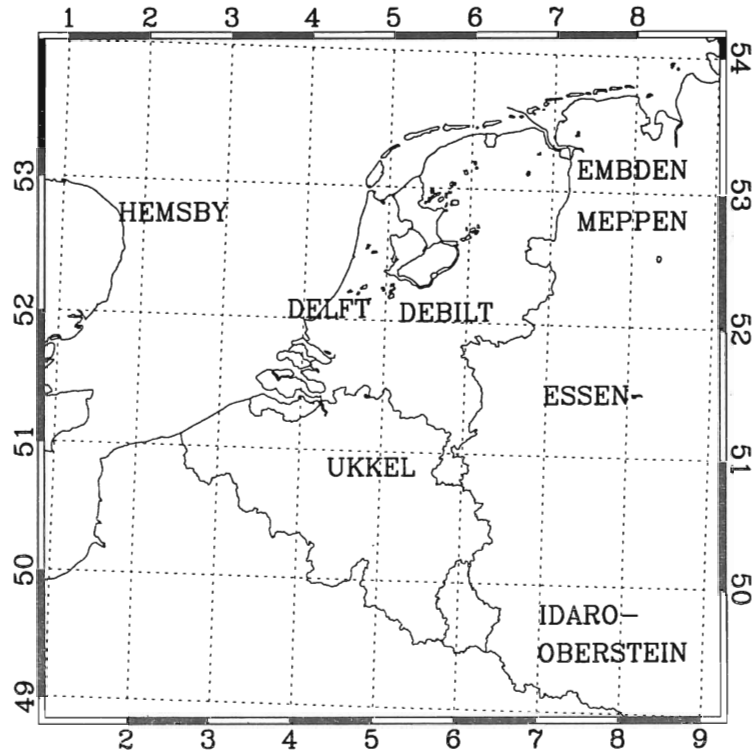 1 2 3 4 5 6 7 8
54
53
EMBDEN
53
HEMSBY
MEPPEN
52
DELFT
DEBILT
52
ESSEN-
51
UKKEL
51
50
50
IDARO-
OBERSTEIN
49
2 3 4 5 6 7 8 9